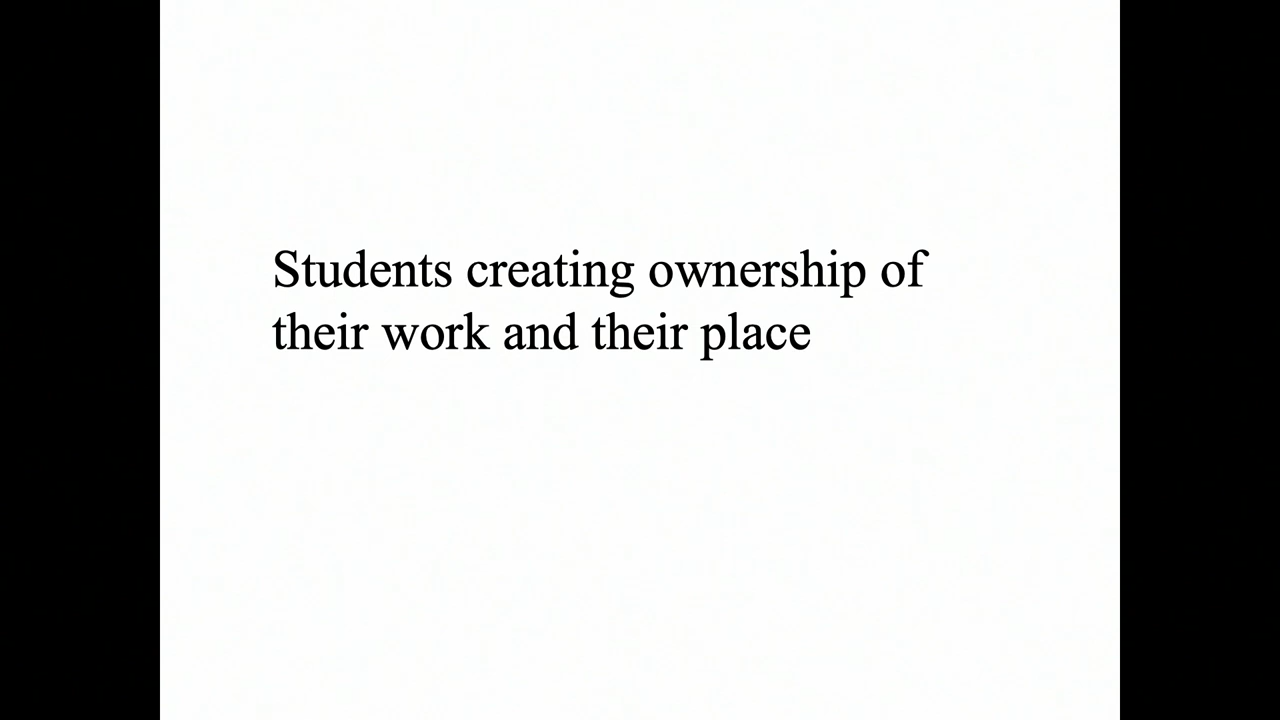 Students creating ownership of
their work and their place